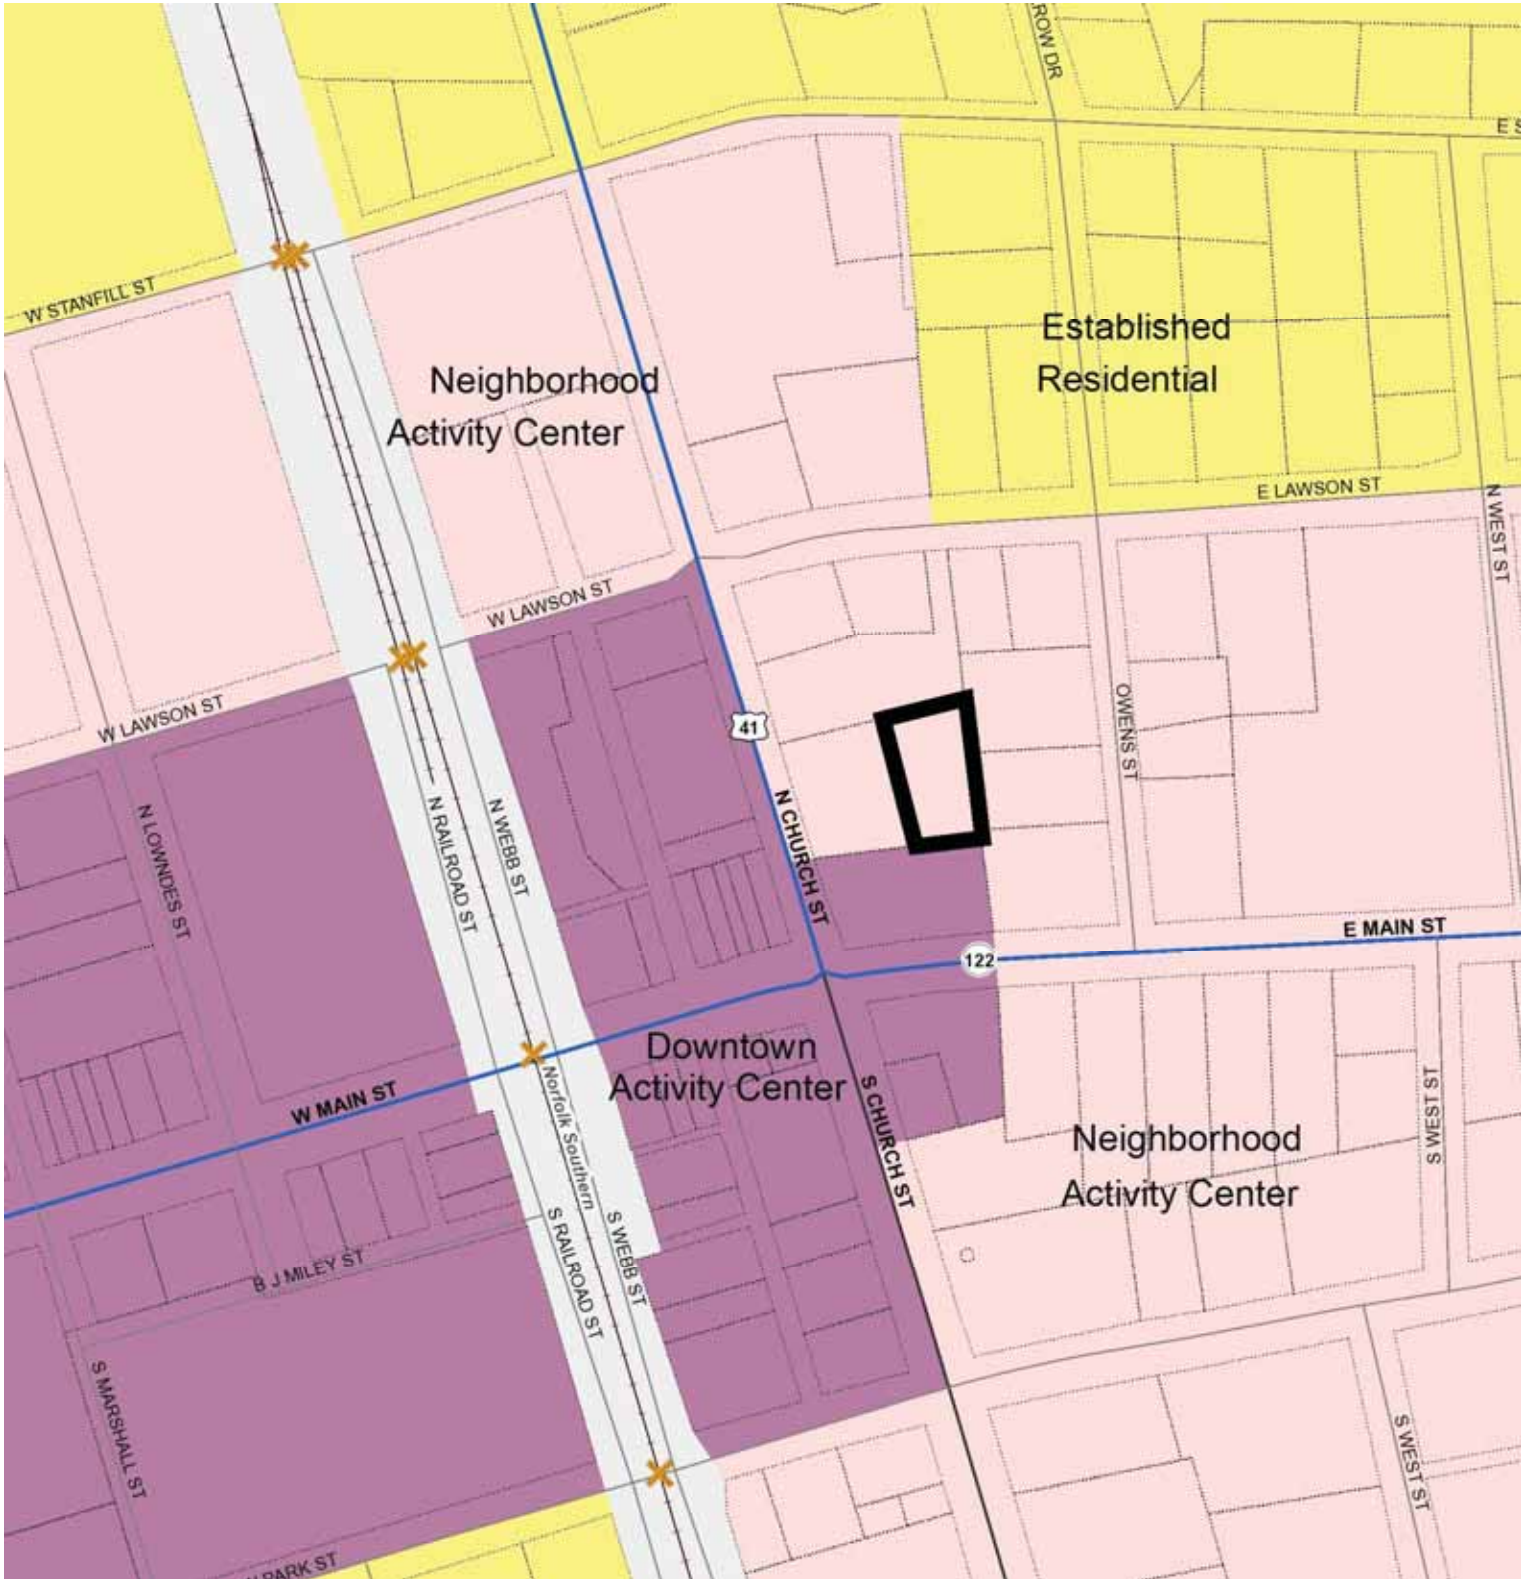 ROW DR
E S
W STANFILL ST
Established
Residential
Neighborhood
Activity Center
E LAWSON ST
N WEST ST
W LAWSON ST
W LAWSON ST
OWENS ST
41
N CHURCH ST
N LOWNDES ST
N RAILROAD ST
N WEBB ST
E MAIN ST
122
Downtown
Activity Center
W MAIN ST
Norfolk Southern
S CHURCH ST
Neighborhood
Activity Center
S WEST ST
S RAILROAD ST
S WEBB ST
B J MILEY ST
S MARSHALL ST
S WEST ST
PARK ST